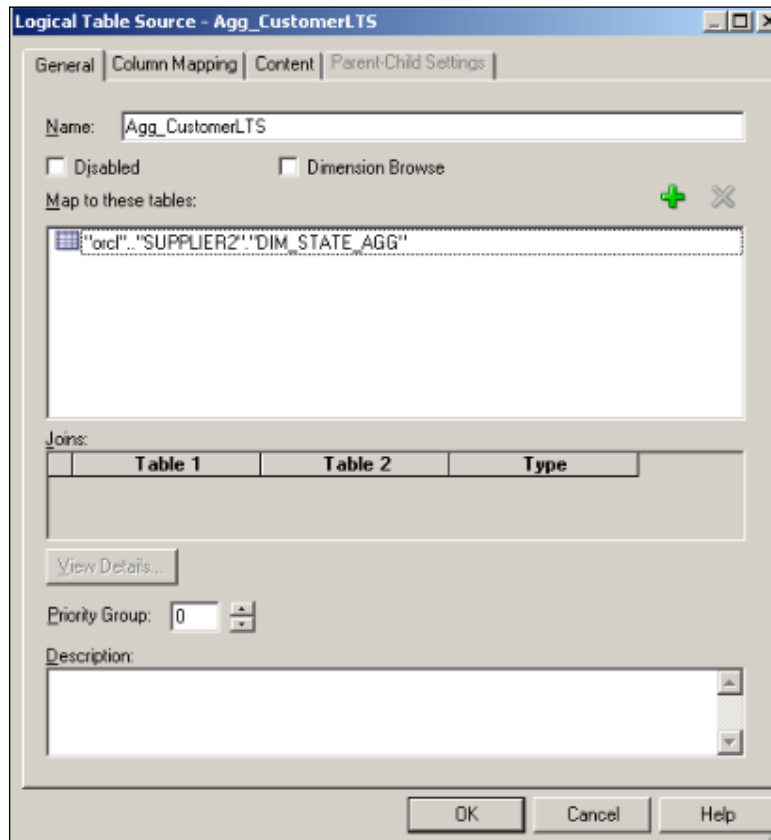 Logical Table Source - Agg_CustomerLTS
General Column Mapping Content Parent-Child Settings
Name: Agg_CustomerLTS
Disabled Dimension Browse
Map to these tables:
"orcl".."SUPPLIER2"."DIM_STATE_AGG"
Joins:
Table 1 Table 2 Type
View Details...
Priority Group: 0
Description:
OK Cancel Help